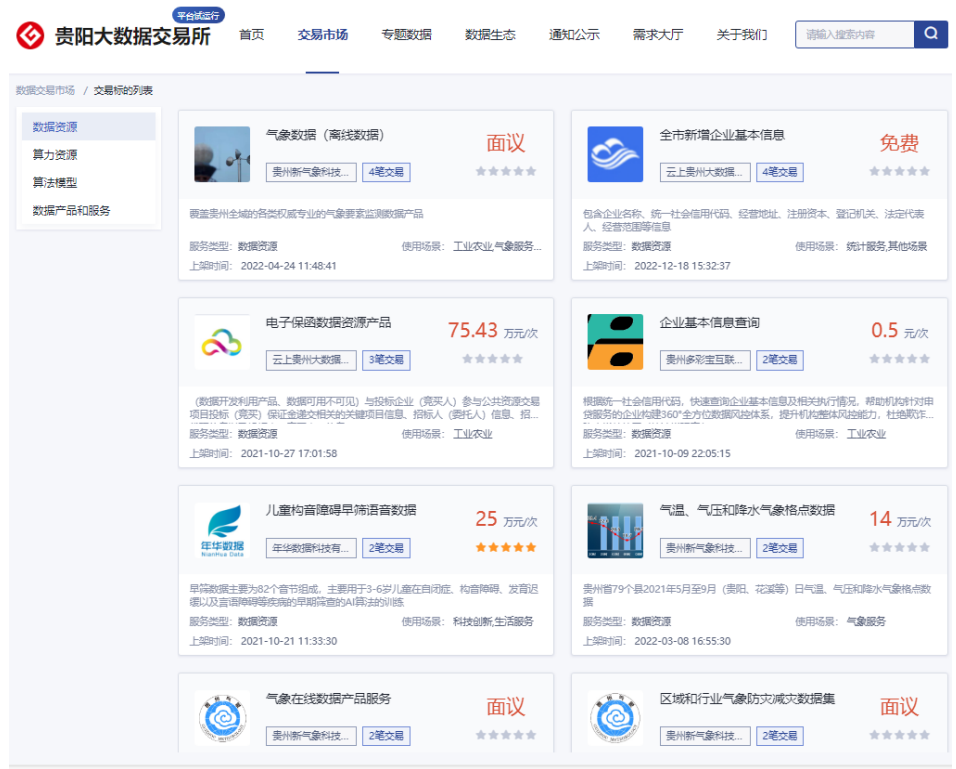 平台试运行
贵阳大数据交易所
首页 交易市场 专题数据 数据生态 通知公示 需求大厅 关于我们 请输入搜索内容
数据交易市场 / 交易标的列表
数据资源
算力资源
算法模型
数据产品和服务
气象数据（离线数据）
面议
贵州新气象科技... 4笔交易
覆盖贵州全域的各类权威专业的气象要素监测数据产品
服务类型：数据资源 使用场景：工业农业,气象服务...
上架时间：2022-04-24 11:48:41
全市新增企业基本信息
免费
云上贵州大数据... 4笔交易
包含企业名称、统一社会信用代码、经营地址、注册资本、登记机关、法定代表
人、经营范围等信息
服务类型：数据资源 使用场景：统计服务,其他场景
上架时间：2022-12-18 15:32:37
电子保函数据资源产品
75.43 万元/次
云上贵州大数据... 3笔交易
（数据开发利用产品、数据可用不可见）与投标企业（竞买人）参与公共资源交易
项目投标（竞买）保证金递交相关的关键项目信息、招标人（委托人）信息、招...
服务类型：数据资源 使用场景：工业农业
上架时间：2021-10-27 17:01:58
企业基本信息查询
0.5 元/次
贵州多彩宝互联... 2笔交易
根据统一社会信用代码，快速查询企业基本信息及相关执行情况，帮助机构针对申
贷服务的企业构建360°全方位数据风控体系，提升机构整体风控能力，杜绝欺诈...
服务类型：数据资源 使用场景：工业农业
上架时间：2021-10-09 22:05:15
儿童构音障碍早筛语音数据
25 万元/次
年华数据
NianHua Data
年华数据科技有... 2笔交易
早筛数据主要为82个音节组成，主要用于3-6岁儿童在自闭症、构音障碍、发育迟
缓以及言语障碍等疾病的早期筛查的AI算法的训练
服务类型：数据资源 使用场景：科技创新,生活服务
上架时间：2021-10-21 11:33:30
气温、气压和降水气象格点数据
14 万元/次
贵州新气象科技... 2笔交易
贵州省79个县2021年5月至9月（贵阳、花溪等）日气温、气压和降水气象格点数
据
服务类型：数据资源 使用场景：气象服务
上架时间：2022-03-08 16:55:30
气象在线数据产品服务
面议
贵州新气象科技... 2笔交易
区域和行业气象防灾减灾数据集
面议
贵州新气象科技... 2笔交易